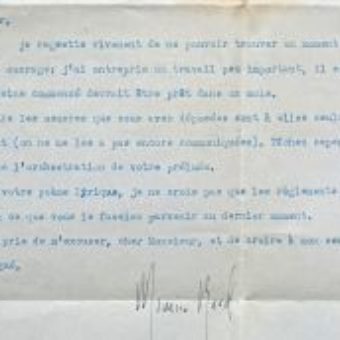 r,
je regrette vivement de ne pouvoir trouver un moment
ouvrage; j'ai entrepris un travail peu important, il e
commencé devrait être prêt dans un mois.
les œuvres que vous avez déposées sont à elles seule
t (on ne me les a pas encore communiquées). Tâchez
l'orchestration de votre prélude.
votre poème lyrique, je ne crois pas que les règlements
ce que vous le fassiez parvenir au dernier moment.
prie de m'excuser, cher Monsieur, et de croire à mon